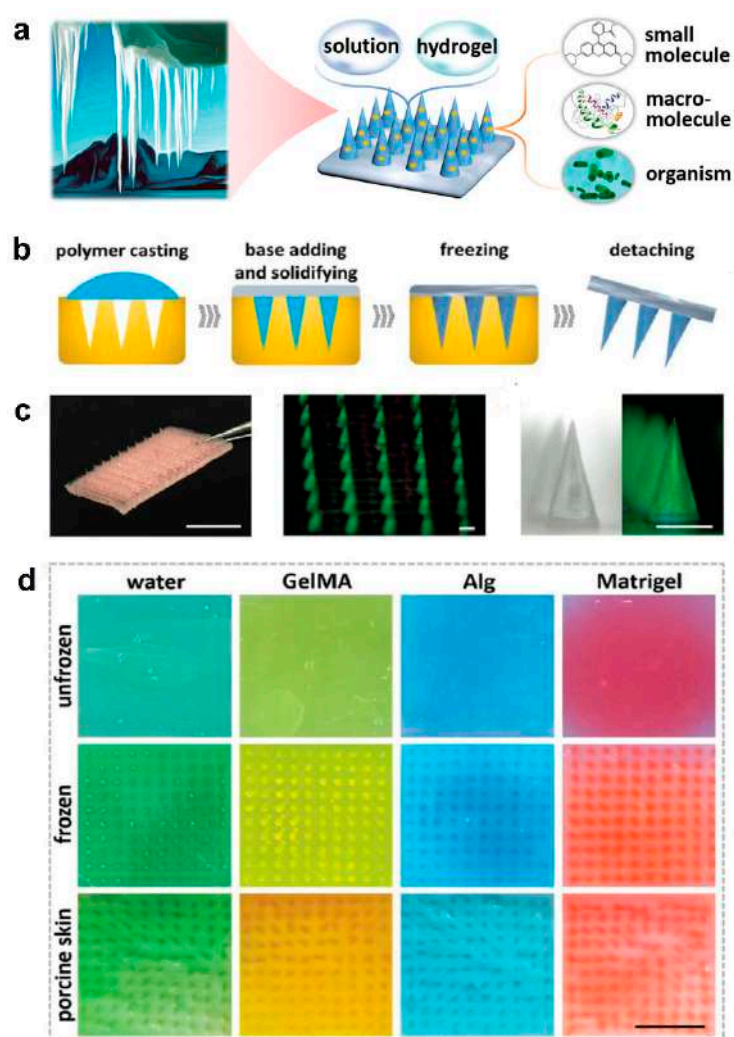 a
solution
hydrogel
small
molecule
macro-
molecule
organism
b
polymer casting
base adding
and solidifying
freezing
detaching
c
d
water
GelMA
Alg
Matrigel
unfrozen
frozen
porcine skin